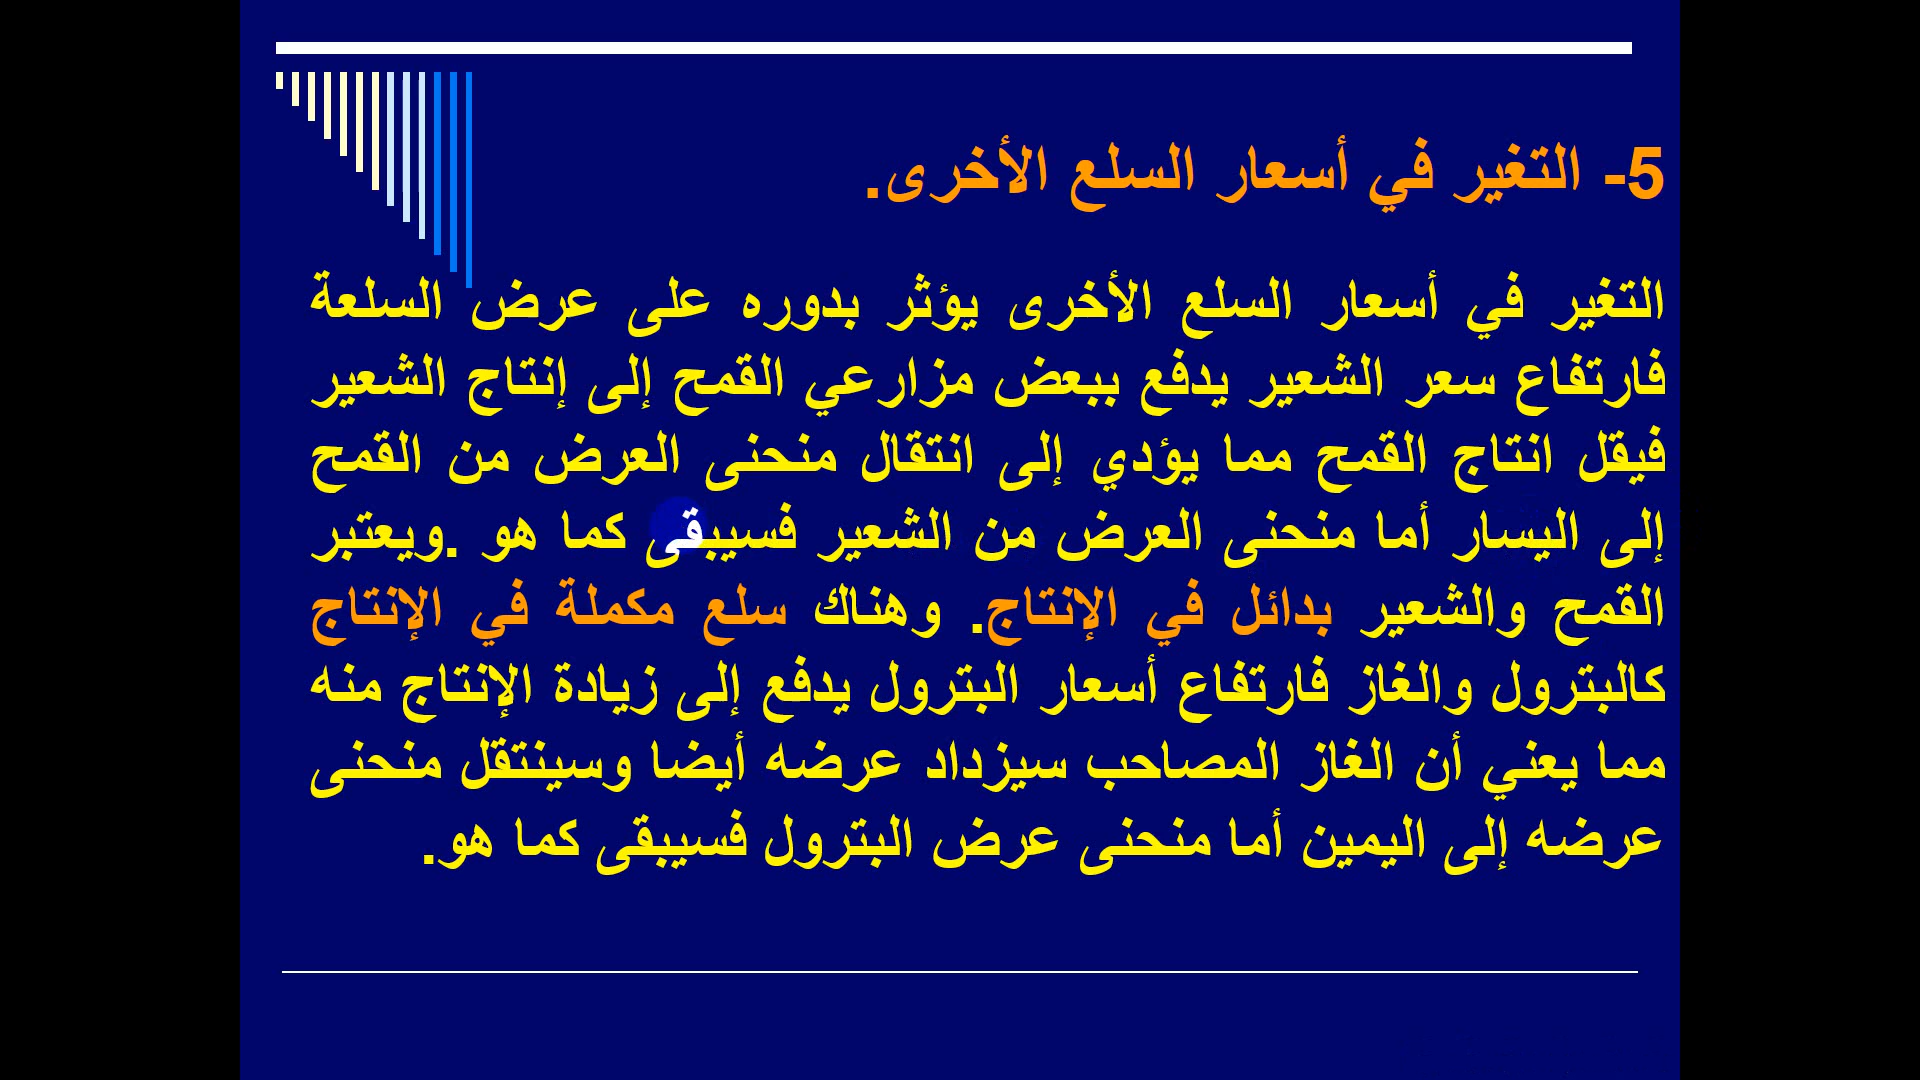 5- التغير في أسعار السلع الأخرى.
التغير في أسعار السلع الأخرى يؤثر بدوره على عرض السلعة
فارتفاع سعر الشعير يدفع ببعض مزارعي القمح إلى إنتاج الشعير
فيقل انتاج القمح مما يؤدي إلى انتقال منحنى العرض من القمح
إلى اليسار أما منحنى العرض من الشعير فسيبقى كما هو .ويعتبر
القمح والشعير بدائل في الإنتاج. وهناك سلع مكملة في الإنتاج
كالبترول والغاز فارتفاع أسعار البترول يدفع إلى زيادة الإنتاج منه
مما يعني أن الغاز المصاحب سيزداد عرضه أيضا وسينتقل منحنى
عرضه إلى اليمين أما منحنى عرض البترول فسيبقى كما هو.